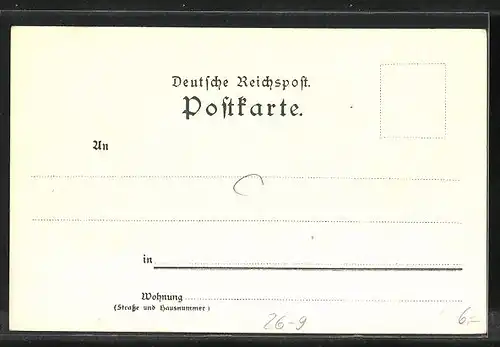 Deutsche Reichspost.
Postkarte.
An
in
Wohnung
(Straße und Hausnummer)
26-9
6.-